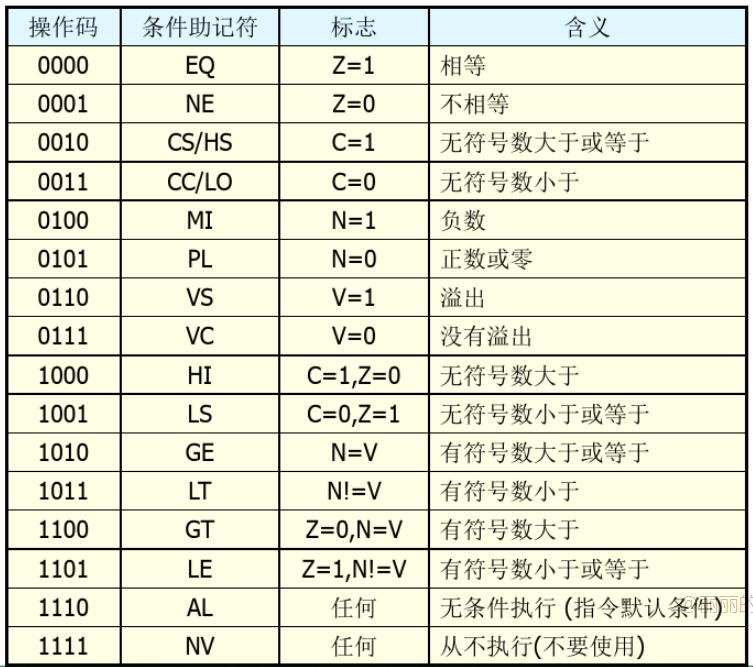 操作码 条件助记符 标志 含义
0000 EQ Z=1 相等
0001 NE Z=0 不相等
0010 CS/HS C=1 无符号数大于或等于
0011 CC/LO C=0 无符号数小于
0100 MI N=1 负数
0101 PL N=0 正数或零
0110 VS V=1 溢出
0111 VC V=0 没有溢出
1000 HI C=1,Z=0 无符号数大于
1001 LS C=0,Z=1 无符号数小于或等于
1010 GE N=V 有符号数大于或等于
1011 LT N!=V 有符号数小于
1100 GT Z=0,N=V 有符号数大于
1101 LE Z=1,N!=V 有符号数小于或等于
1110 AL 任何 无条件执行 (指令默认条件)
1111 NV 任何 从不执行(不要使用)